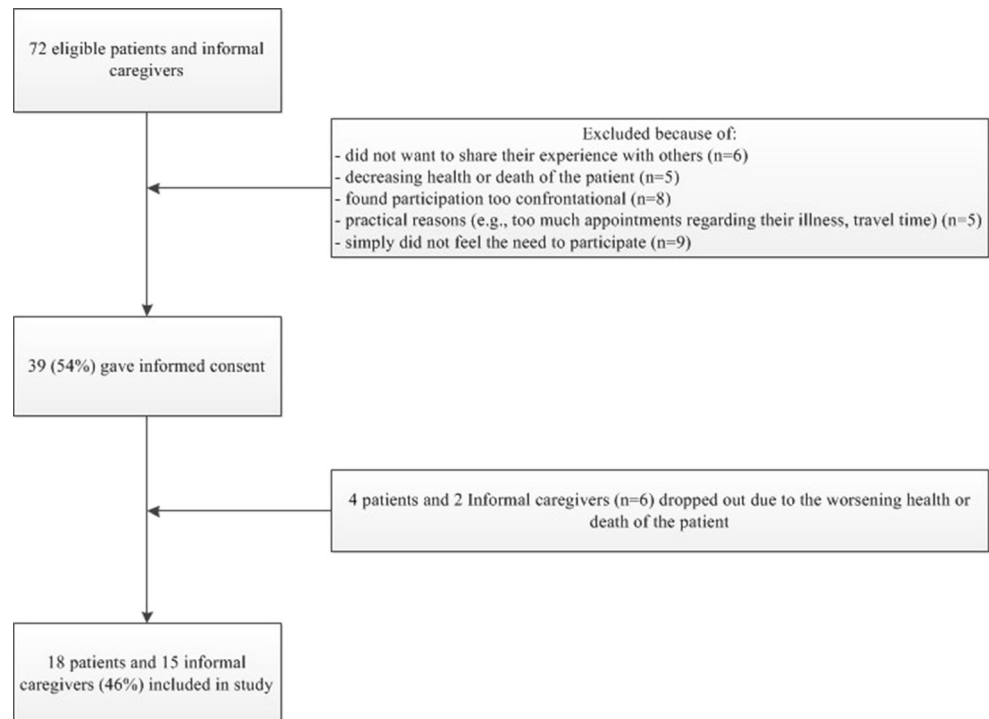 72 eligible patients and informal
caregivers
Excluded because of:
- did not want to share their experience with others (n=6)
- decreasing health or death of the patient (n=5)
- found participation too confrontational (n=8)
- practical reasons (e.g., too much appointments regarding their illness, travel time) (n=5)
- simply did not feel the need to participate (n=9)
39 (54%) gave informed consent
4 patients and 2 Informal caregivers (n=6) dropped out due to the worsening health or
death of the patient
18 patients and 15 informal
caregivers (46%) included in study